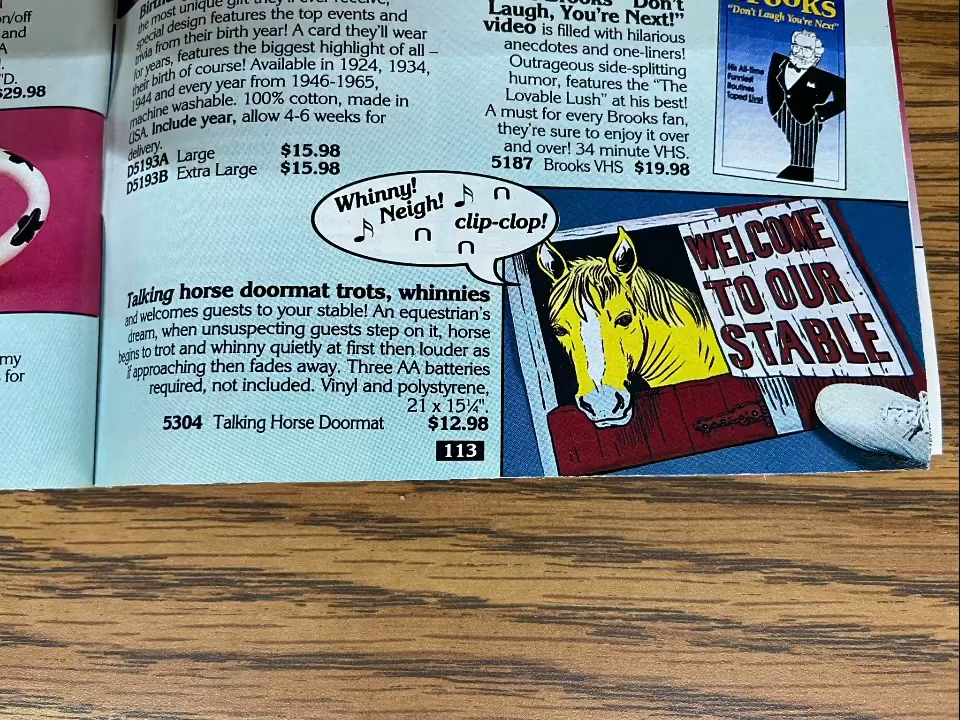 on/off
and
A
"D.
$29.98
my
for
the most unique gift they'll ever receive,
special design features the top events and
trivia from their birth year! A card they'll wear
for years, features the biggest highlight of all –
their birth of course! Available in 1924, 1934,
1944 and every year from 1946-1965,
machine washable. 100% cotton, made in
USA. Include year, allow 4-6 weeks for
delivery.
D5193A Large $15.98
D5193B Extra Large $15.98
Brooks "Don't
Laugh, You're Next!"
video is filled with hilarious
anecdotes and one-liners!
Outrageous side-splitting
humor, features the "The
Lovable Lush" at his best!
A must for every Brooks fan,
they're sure to enjoy it over
and over! 34 minute VHS.
5187 Brooks VHS $19.98
"Don't Laugh You're Next"
His All-Time
Funniest
Routines
Taped Live!
Whinny!
Neigh!
clip-clop!
Talking horse doormat trots, whinnies
and welcomes guests to your stable! An equestrian's
dream, when unsuspecting guests step on it, horse
begins to trot and whinny quietly at first then louder as
if approaching then fades away. Three AA batteries
required, not included. Vinyl and polystyrene,
21 x 15¼".
5304 Talking Horse Doormat $12.98
113
WELCOME
TO OUR
STABLE